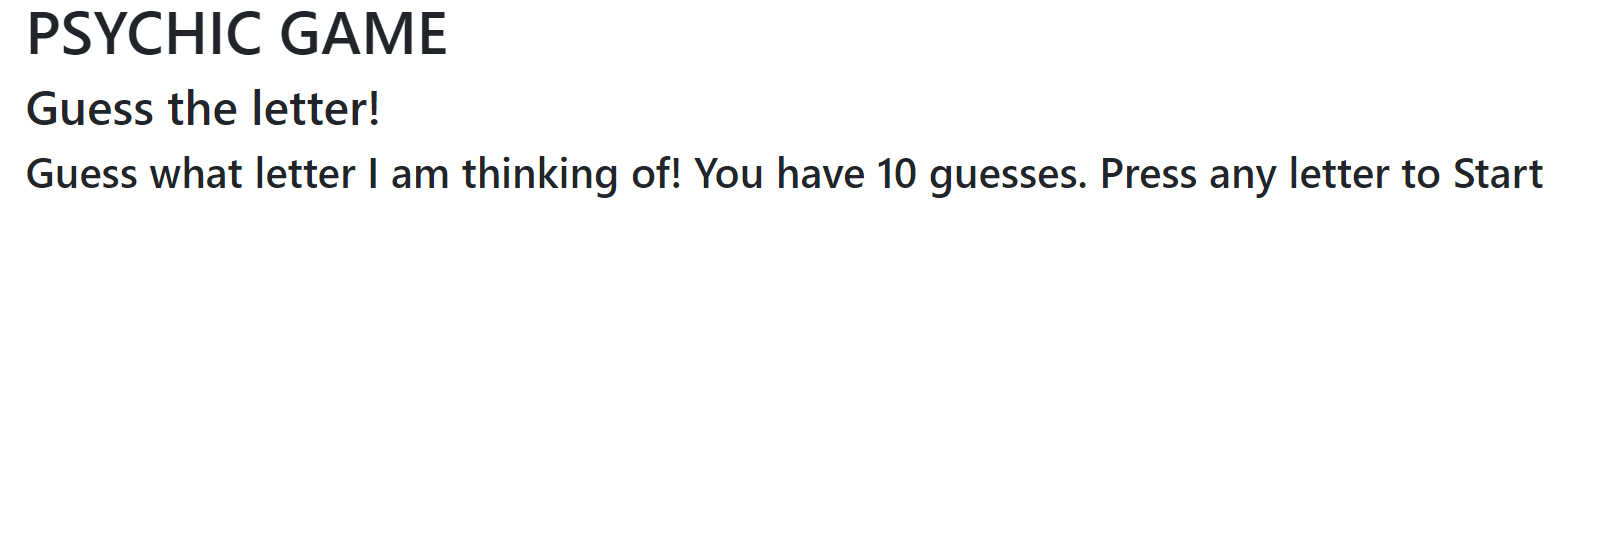 PSYCHIC GAME
Guess the letter!
Guess what letter I am thinking of! You have 10 guesses. Press any letter to Start